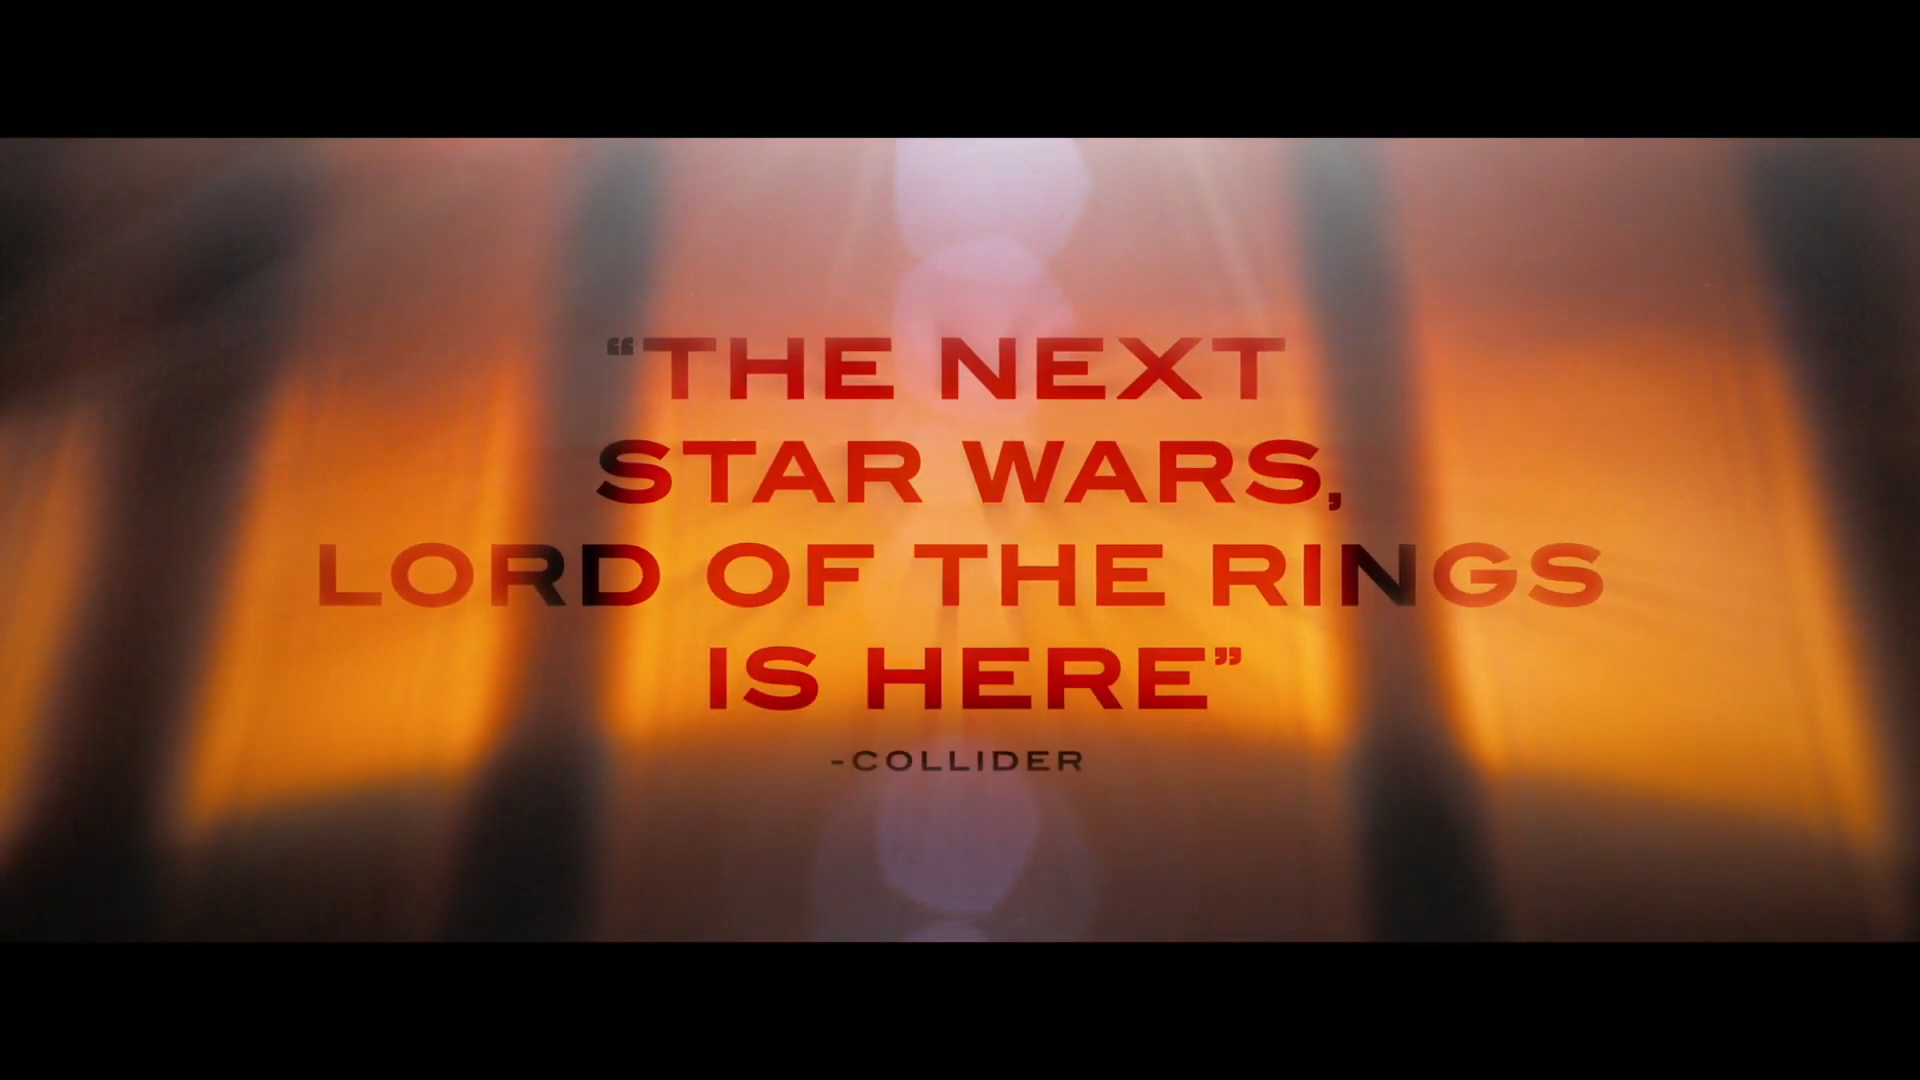 “THE NEXT
STAR WARS,
LORD OF THE RINGS
IS HERE”
-COLLIDER